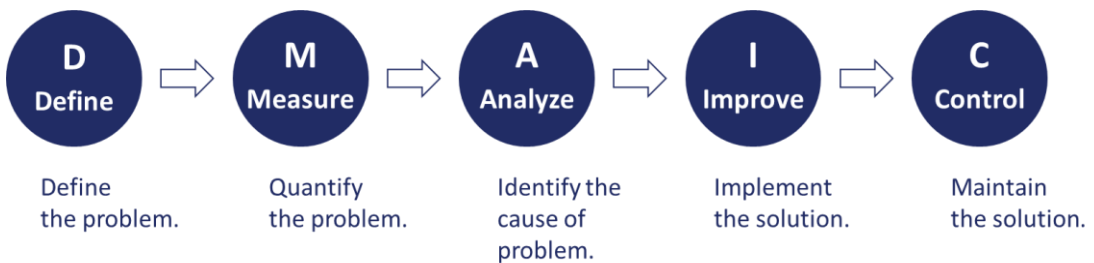 D
Define
M
Measure
A
Analyze
I
Improve
C
Control
Define
the problem.
Quantify
the problem.
Identify the
cause of
problem.
Implement
the solution.
Maintain
the solution.